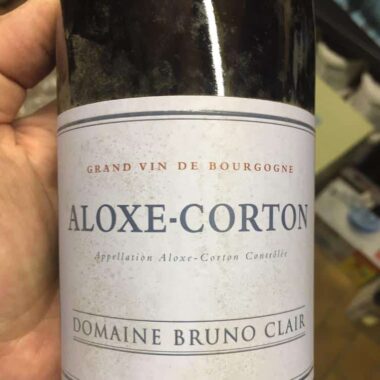 GRAND VIN DE BOURGOGNE
ALOXE-CORTON
Appellation Aloxe-Corton Contrôlée
DOMAINE BRUNO CLAIR